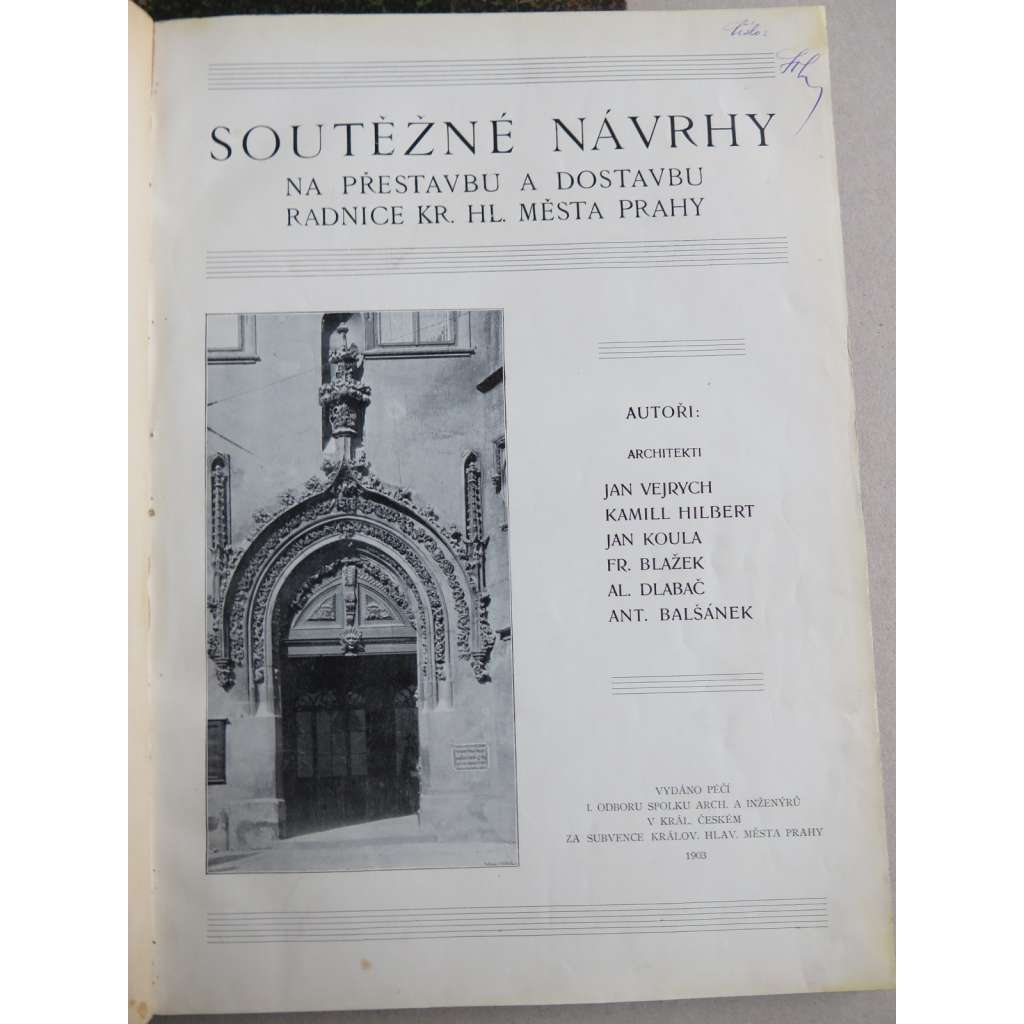 Číslo:
SOUTĚŽNÉ NÁVRHY
NA PŘESTAVBU A DOSTAVBU
RADNICE KR. HL. MĚSTA PRAHY
AUTOŘI:
ARCHITEKTI
JAN VEJRYCH
KAMILL HILBERT
JAN KOULA
FR. BLAŽEK
AL. DLABAČ
ANT. BALŠÁNEK
VYDÁNO PÉČÍ
I. ODBORU SPOLKU ARCH. A INŽENÝRŮ
V KRÁL. ČESKÉM
ZA SUBVENCE KRÁLOV. HLAV. MĚSTA PRAHY
1903